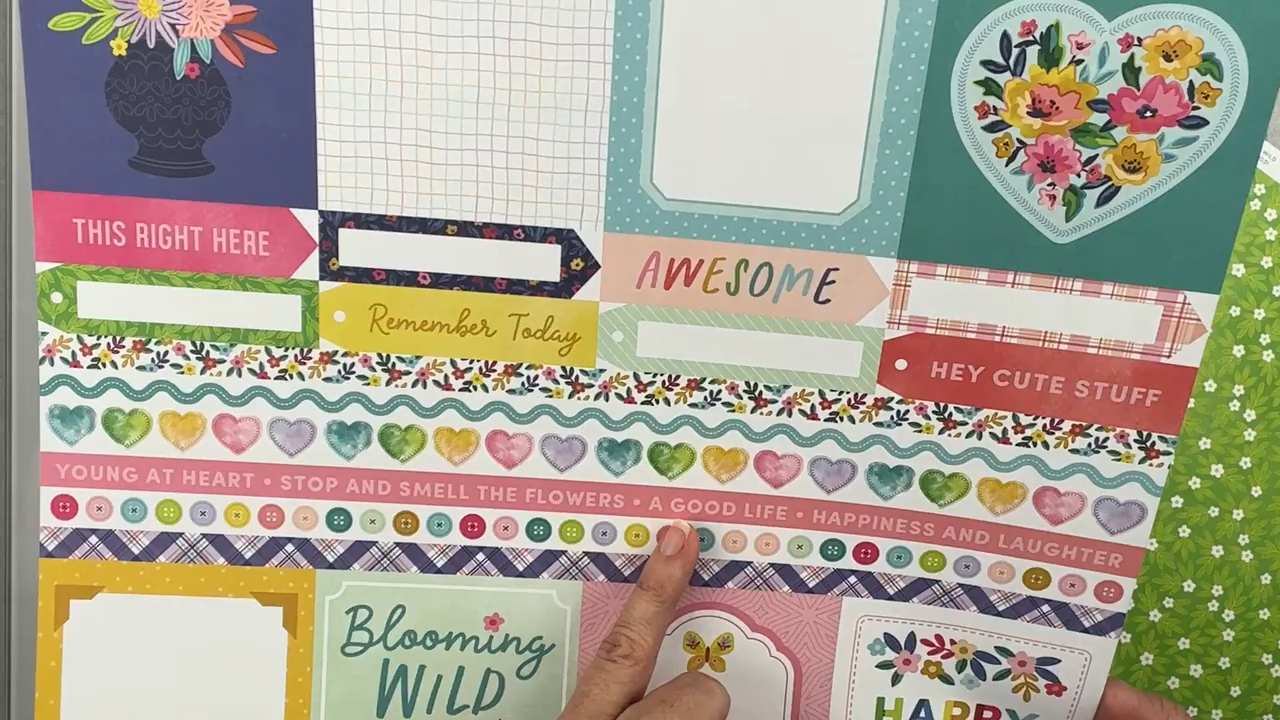 THIS RIGHT HERE
AWESOME
Remember Today
HEY CUTE STUFF
YOUNG AT HEART • STOP AND SMELL THE FLOWERS • A GOOD LIFE • HAPPINESS AND LAUGHTER
Blooming
WILD
HAPPY